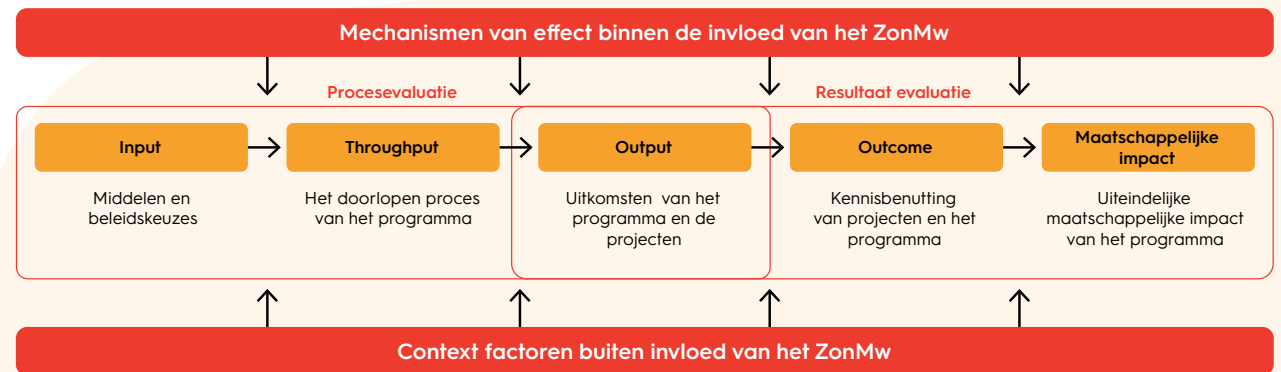 Mechanismen van effect binnen de invloed van het ZonMw
Procesevaluatie
Resultaat evaluatie
Input
Middelen en
beleidskeuzes
Throughput
Het doorlopen proces
van het programma
Output
Uitkomsten van het
programma en de
projecten
Outcome
Kennisbenutting
van projecten en het
programma
Maatschappelijke
impact
Uiteindelijke
maatschappelijke impact
van het programma
Context factoren buiten invloed van het ZonMw